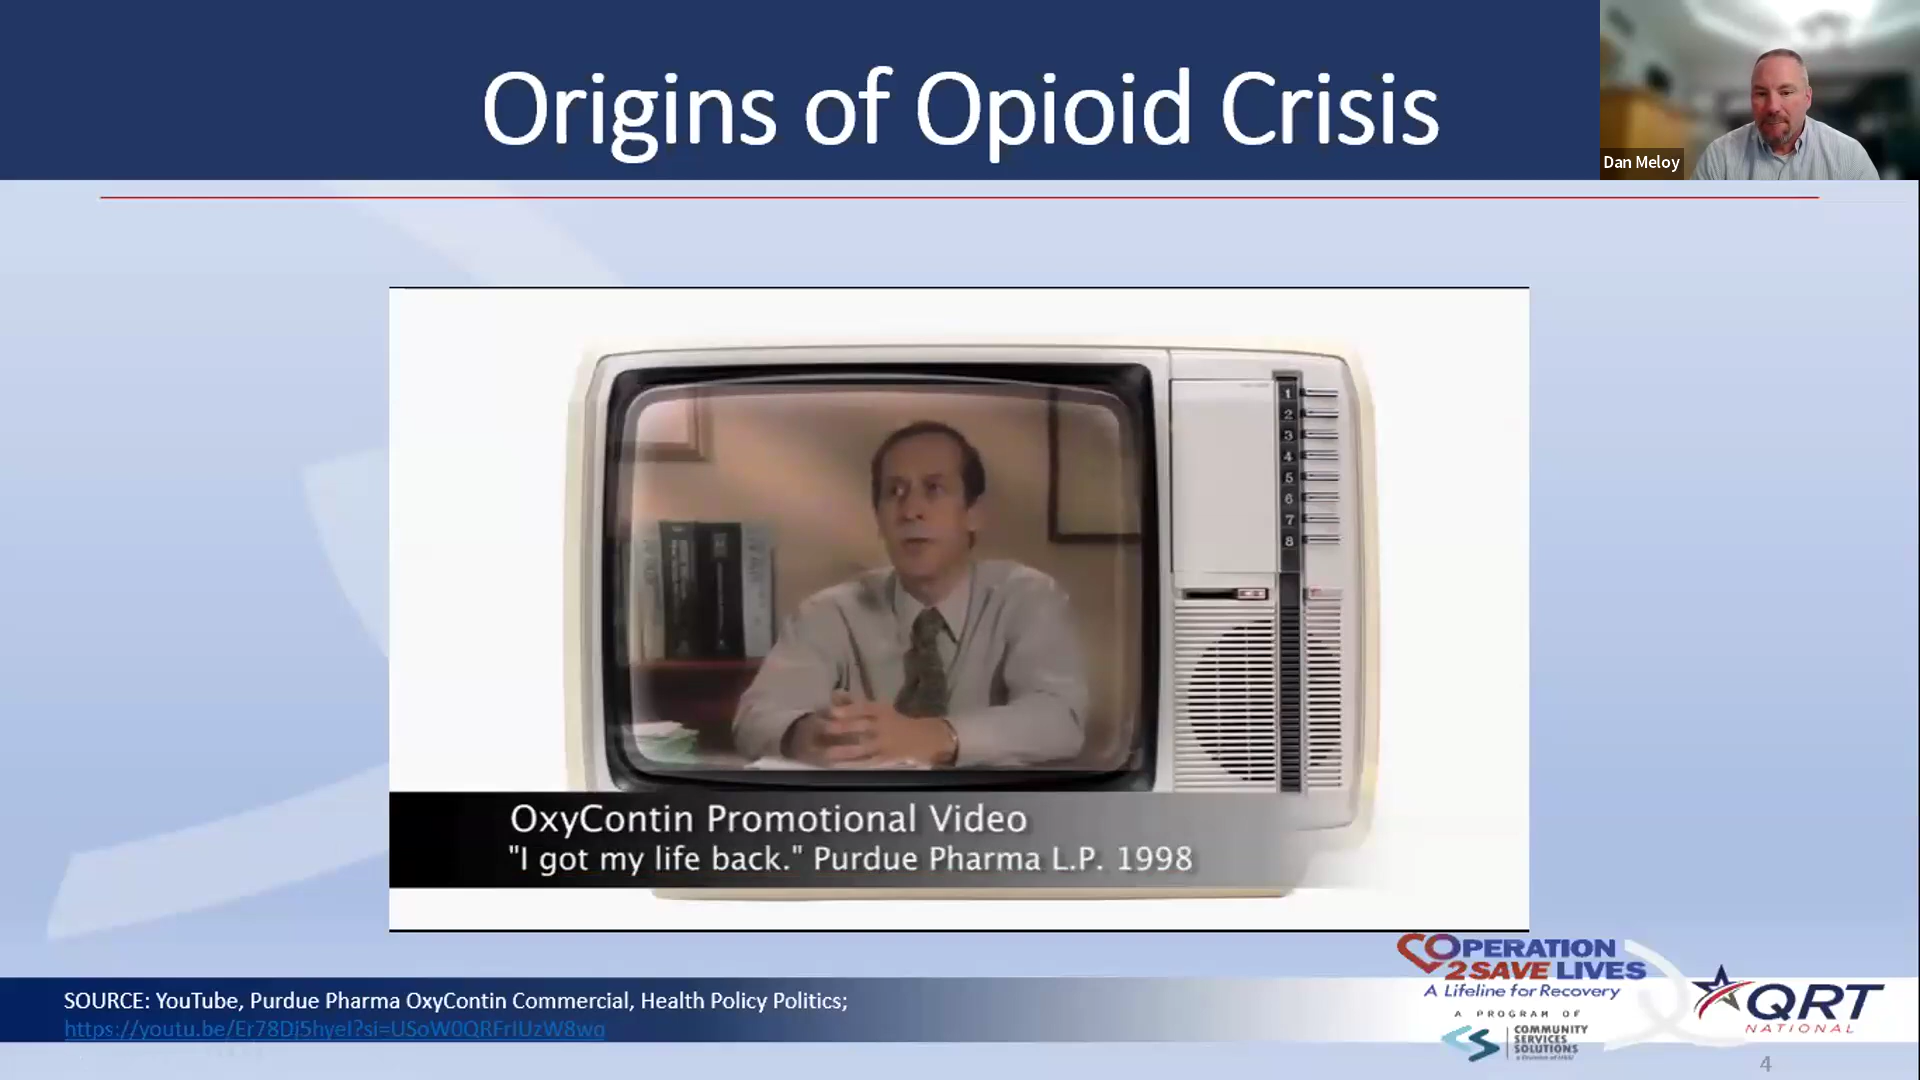 Origins of Opioid Crisis
Dan Meloy
1
2
3
4
5
6
7
8
OxyContin Promotional Video
"I got my life back." Purdue Pharma L.P. 1998
SOURCE: YouTube, Purdue Pharma OxyContin Commercial, Health Policy Politics;
https://youtu.be/Er78Dj5hyeI?si=USoW0QRFrIUzW8wg
OPERATION
2SAVE LIVES
A Lifeline for Recovery
A PROGRAM OF
CS
COMMUNITY
SERVICES
SOLUTIONS
QRT
NATIONAL
4